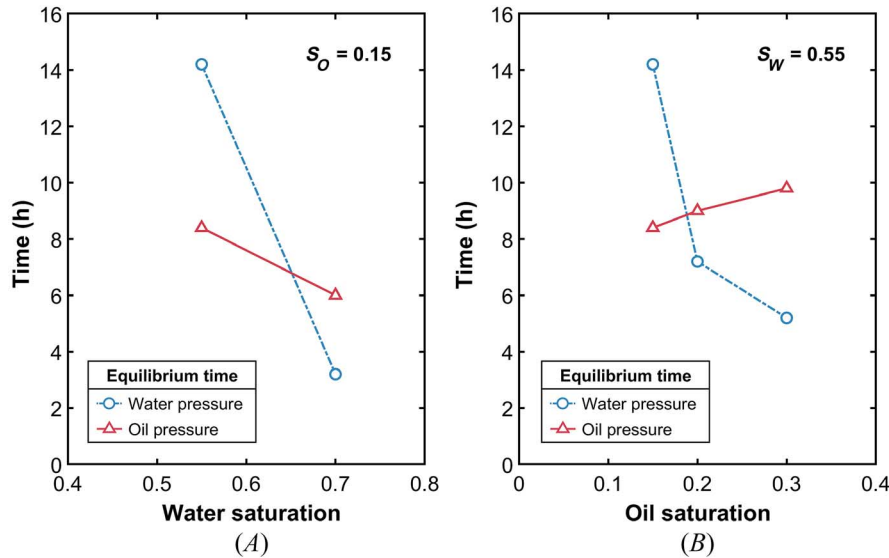 16
14
12
10
8
6
4
2
0
Time (h)
S_O = 0.15
Equilibrium time
Water pressure
Oil pressure
0.4 0.5 0.6 0.7 0.8
Water saturation
(A)
16
14
12
10
8
6
4
2
0
Time (h)
S_W = 0.55
Equilibrium time
Water pressure
Oil pressure
0 0.1 0.2 0.3 0.4
Oil saturation
(B)